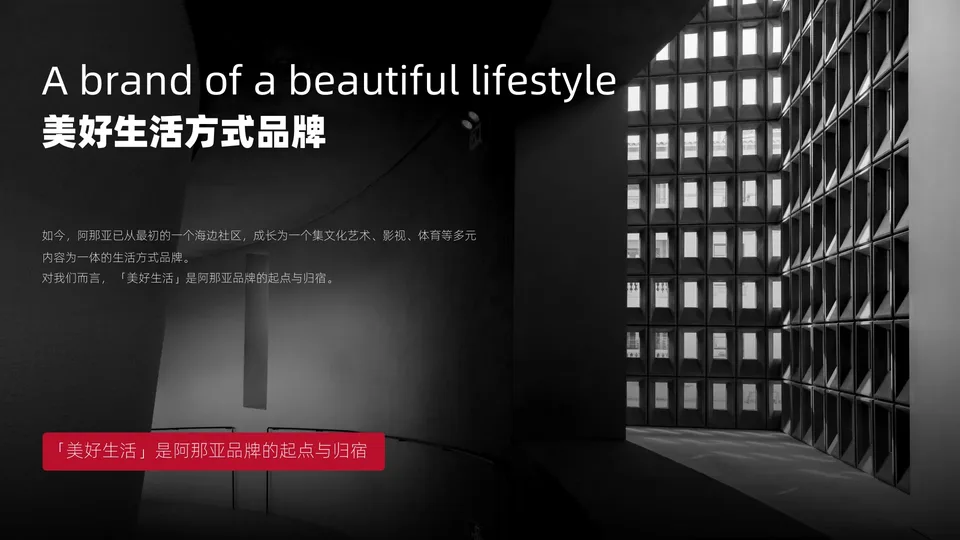 A brand of a beautiful lifestyle
美好生活方式品牌
如今，阿那亚已从最初的一个海边社区，成长为一个集文化艺术、影视、体育等多元
内容为一体的生活方式品牌。
对我们而言，「美好生活」是阿那亚品牌的起点与归宿。
「美好生活」是阿那亚品牌的起点与归宿